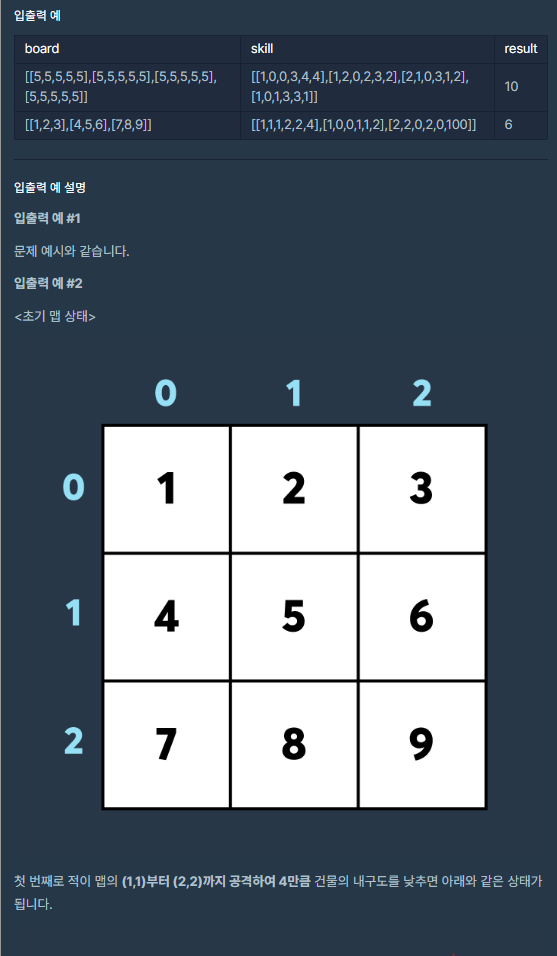 입출력 예
board skill result
[[5,5,5,5,5],[5,5,5,5,5],[5,5,5,5,5], [[1,0,0,3,4,4],[1,2,0,2,3,2],[2,1,0,3,1,2], 10
[5,5,5,5,5]] [1,0,1,3,3,1]]
[[1,2,3],[4,5,6],[7,8,9]] [[1,1,1,2,2,4],[1,0,0,1,1,2],[2,2,0,2,0,100]] 6
입출력 예 설명
입출력 예 #1
문제 예시와 같습니다.
입출력 예 #2
<초기 맵 상태>
0 1 2
0 1 2 3
1 4 5 6
2 7 8 9
첫 번째로 적이 맵의 (1,1)부터 (2,2)까지 공격하여 4만큼 건물의 내구도를 낮추면 아래와 같은 상태가
됩니다.